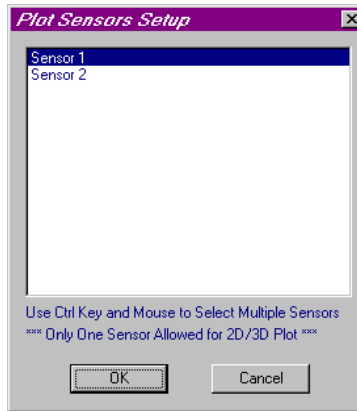 Plot Sensors Setup
Sensor 1
Sensor 2
Use Ctrl Key and Mouse to Select Multiple Sensors
*** Only One Sensor Allowed for 2D/3D Plot ***
OK
Cancel